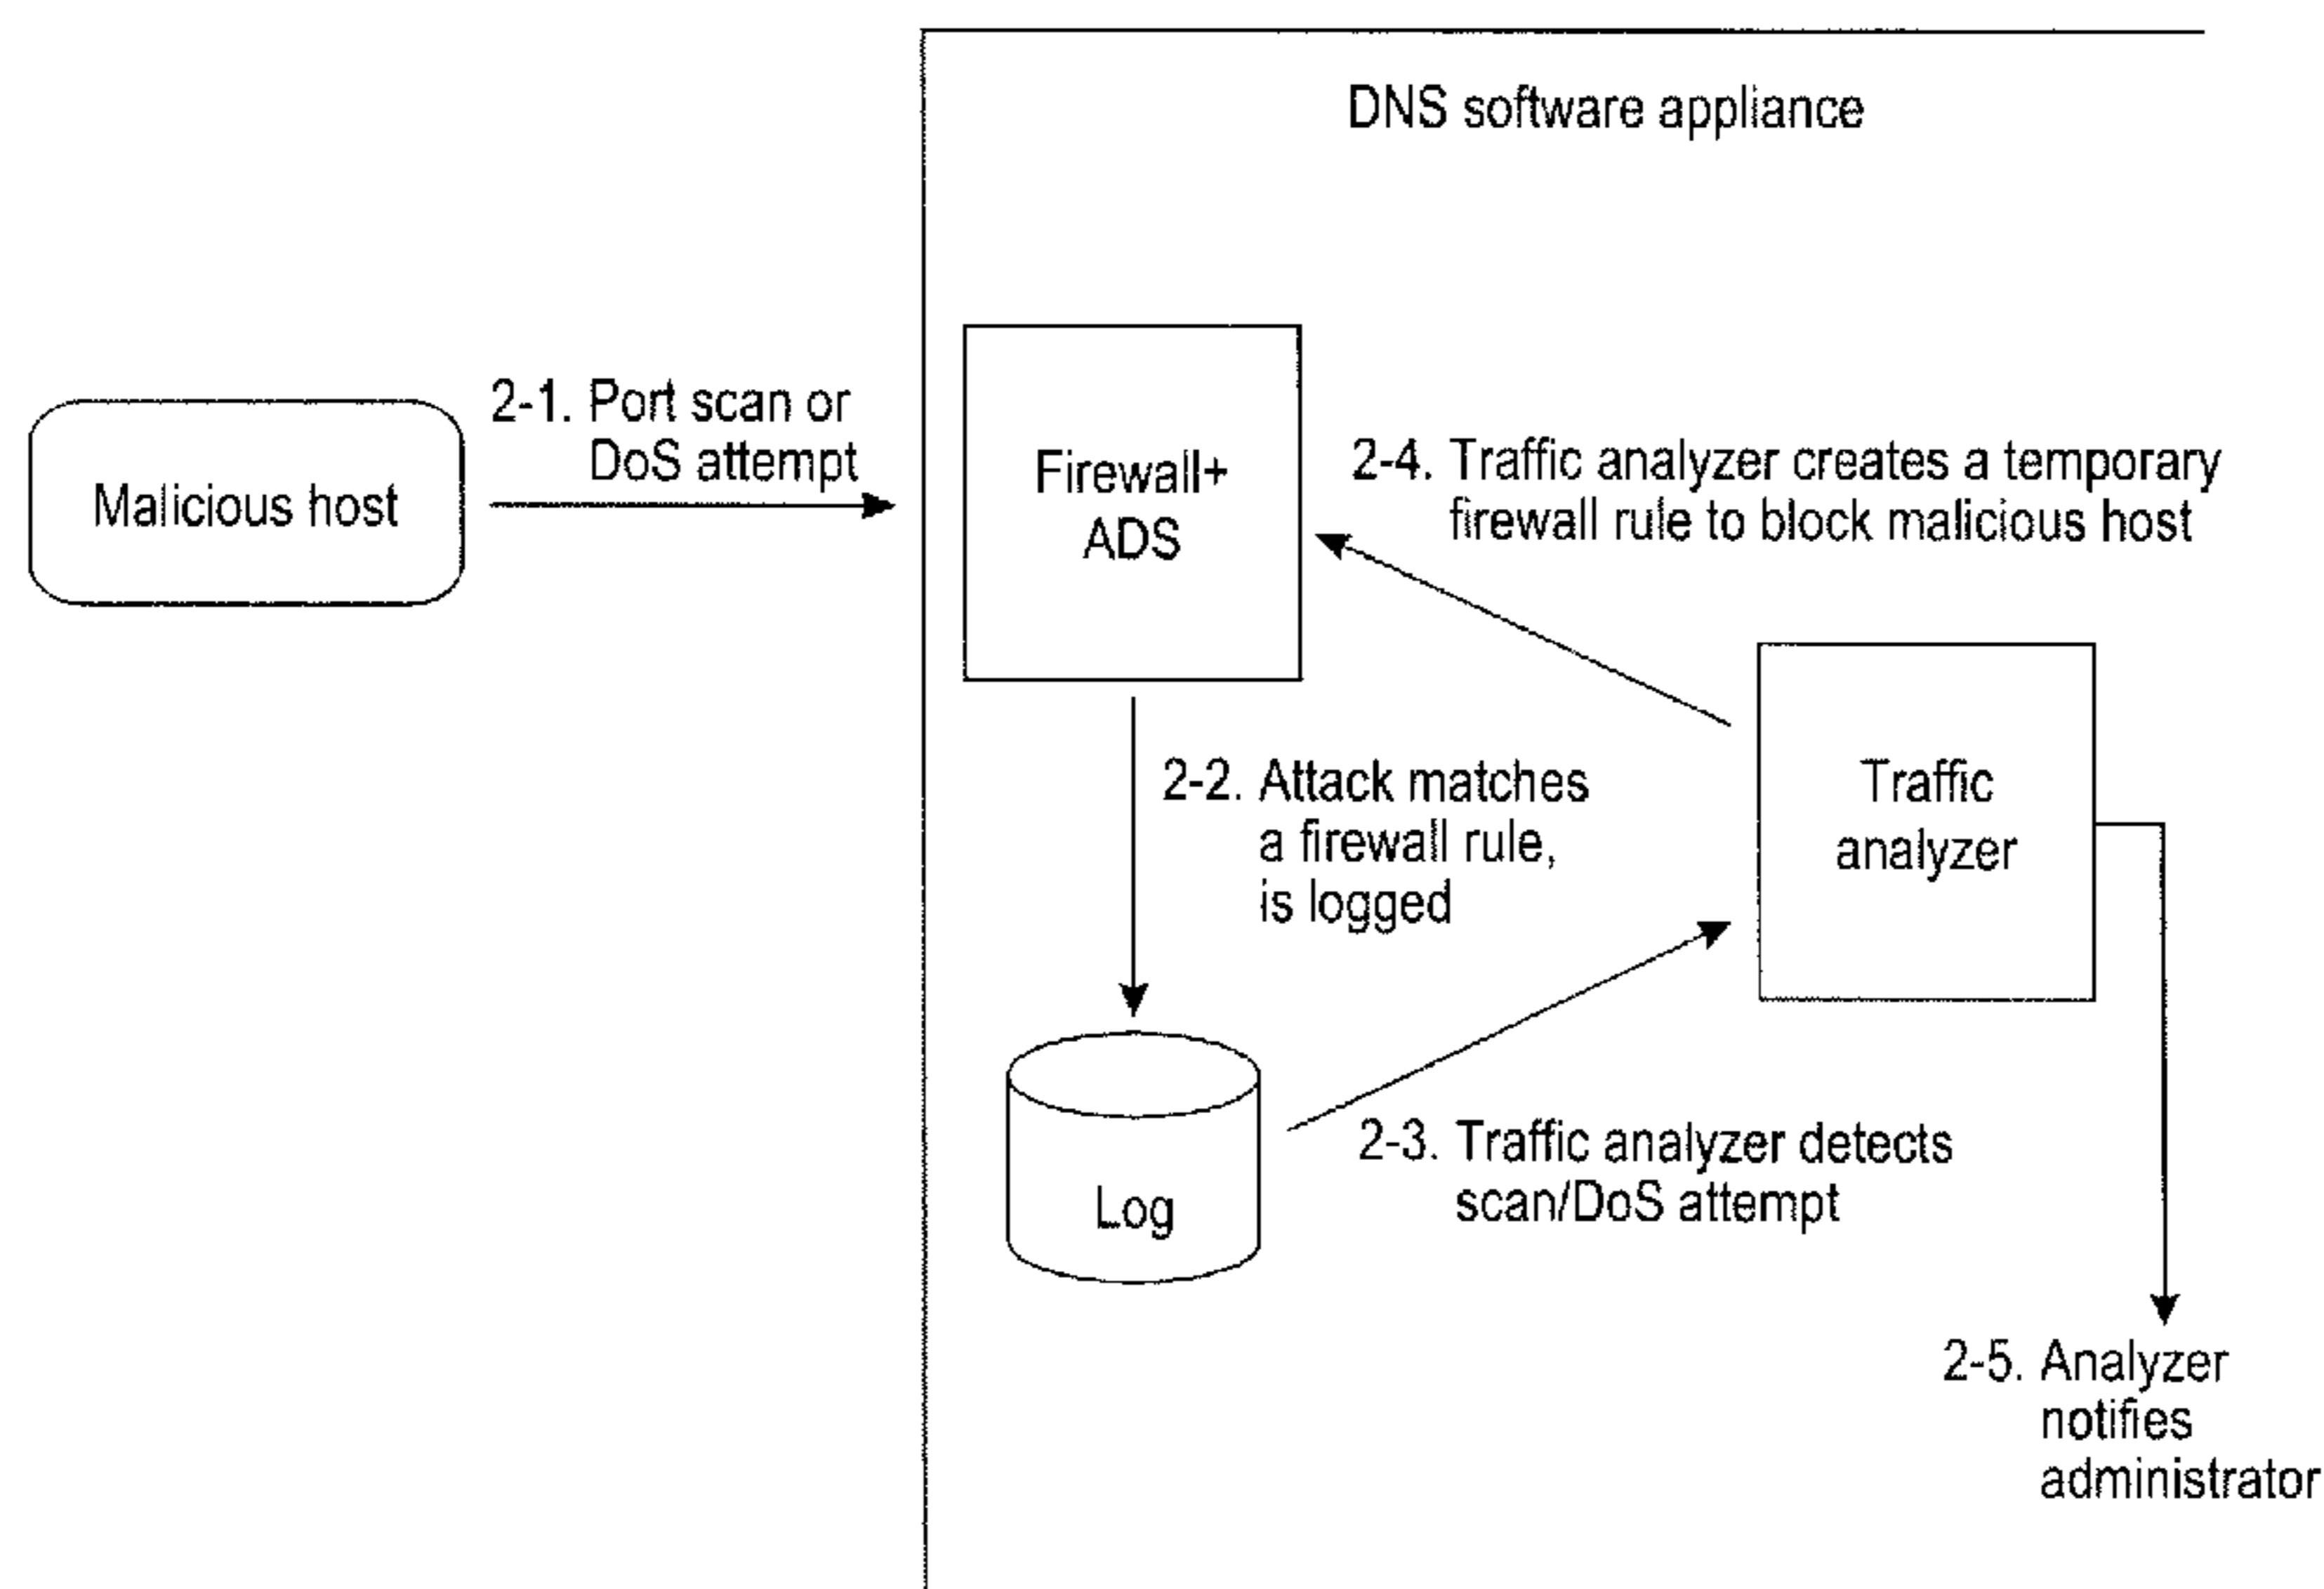 DNS software appliance
Malicious host
2-1. Port scan or
DoS attempt
Firewall+
ADS
2-4. Traffic analyzer creates a temporary
firewall rule to block malicious host
2-2. Attack matches
a firewall rule,
is logged
Traffic
analyzer
Log
2-3. Traffic analyzer detects
scan/DoS attempt
2-5. Analyzer
notifies
administrator